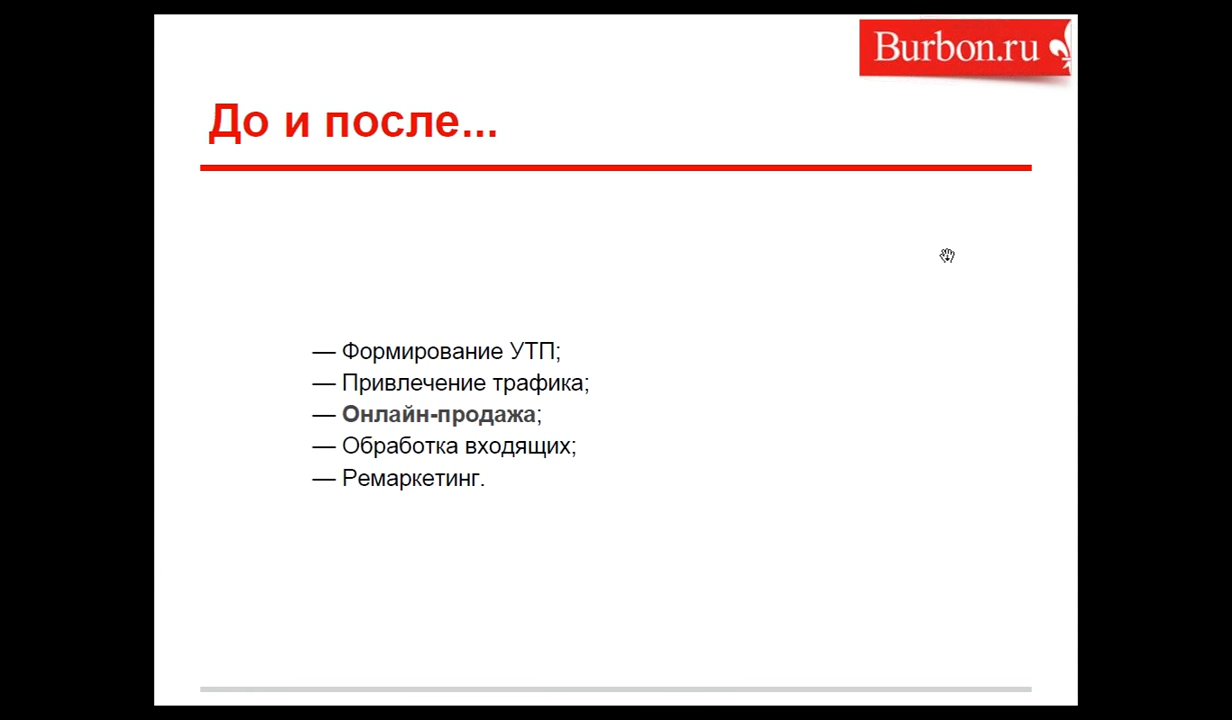 Burbon.ru
До и после...
— Формирование УТП;
— Привлечение трафика;
— Онлайн-продажа;
— Обработка входящих;
— Ремаркетинг.